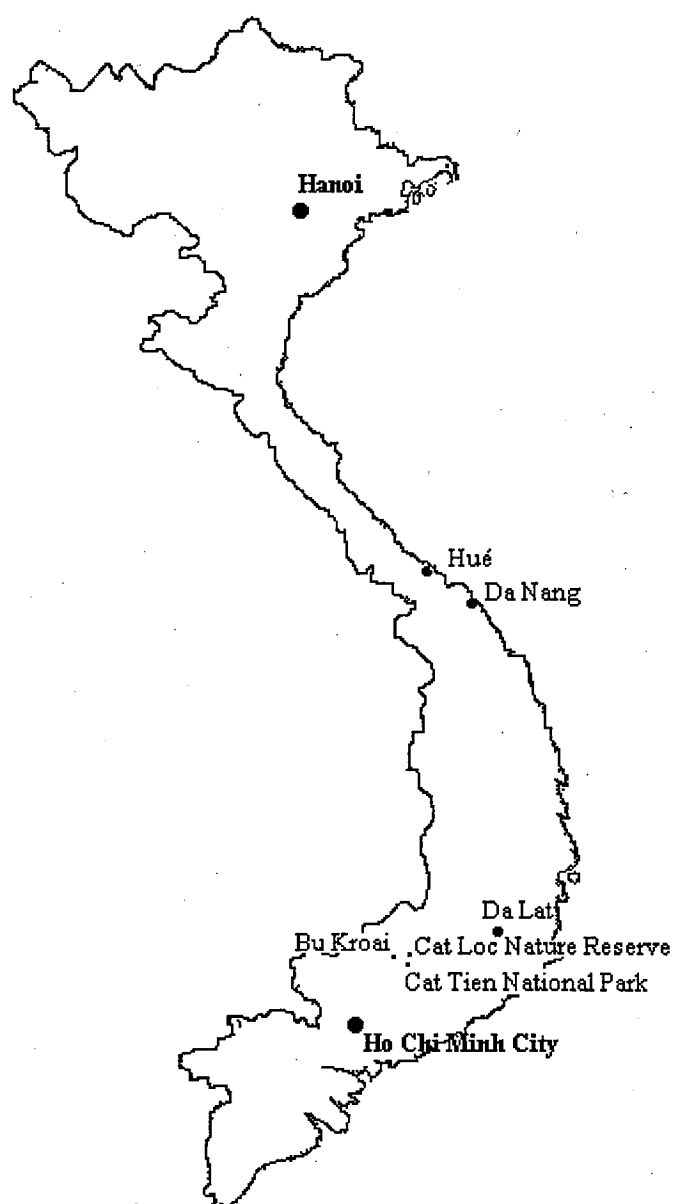 Hanoi
Hué
Da Nang
Da Lat
Bu Kroai
Cat Loc Nature Reserve
Cat Tien National Park
Ho Chi Minh City